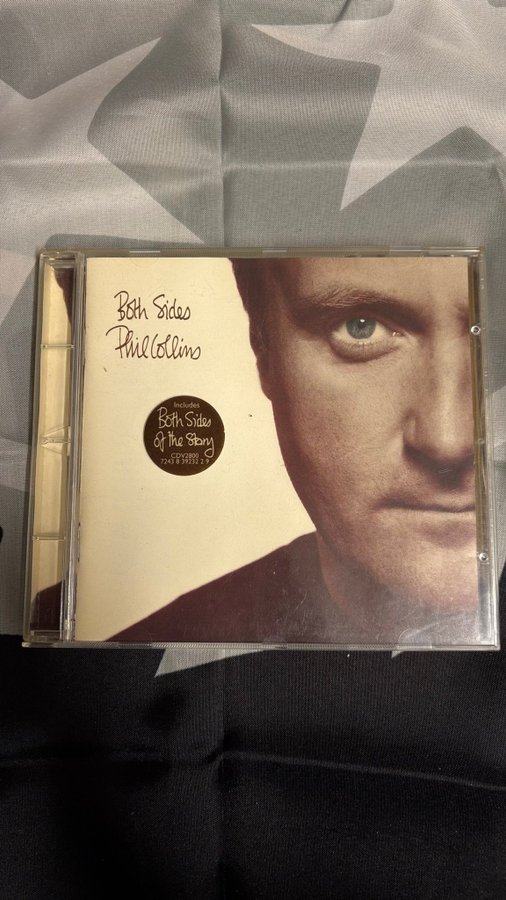 Both Sides
Phil Collins
Includes
Both Sides
of the Story
CDV2800
7243 8 39232 2 9